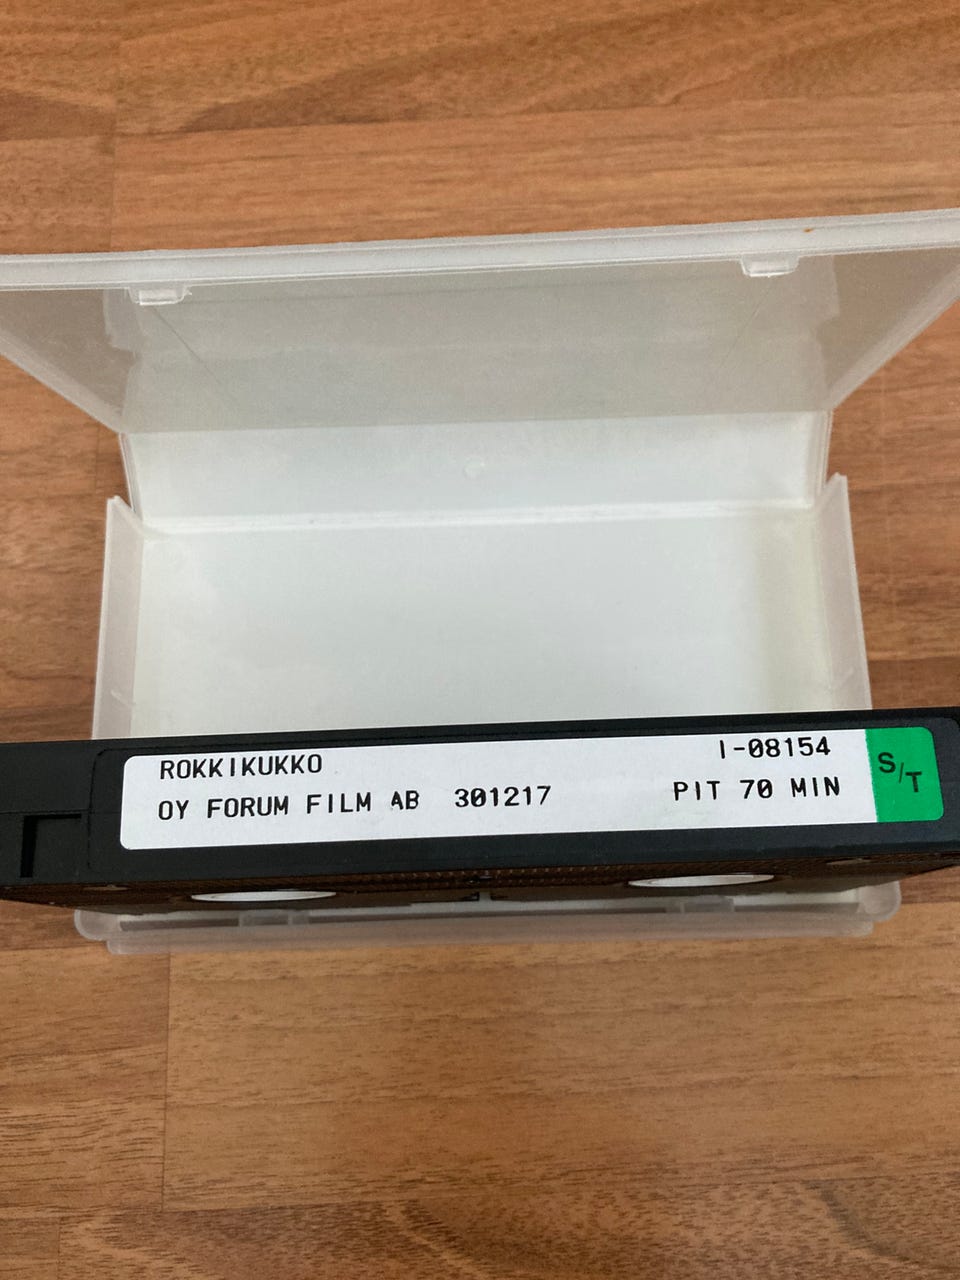 ROKKIKUKKO I-08154
OY FORUM FILM AB 301217 PIT 70 MIN
S/T